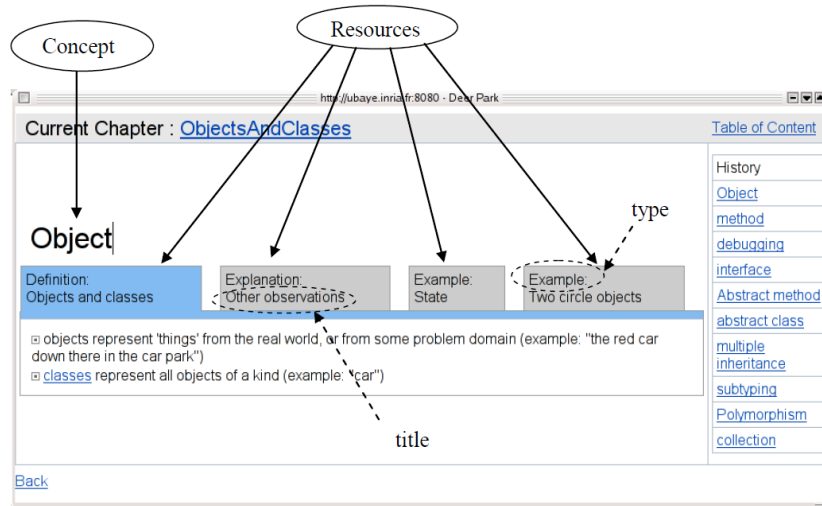 Concept
Resources
http://ubaye.inria.fr:8080 - Deer Park
Current Chapter : ObjectsAndClasses
Table of Content
History
Object
method
debugging
interface
Abstract method
abstract class
multiple
inheritance
subtyping
Polymorphism
collection
type
Object
Definition:
Objects and classes
Explanation:
Other observations
Example:
State
Example:
Two circle objects
objects represent 'things' from the real world, or from some problem domain (example: "the red car
down there in the car park")
classes represent all objects of a kind (example: "car")
title
Back